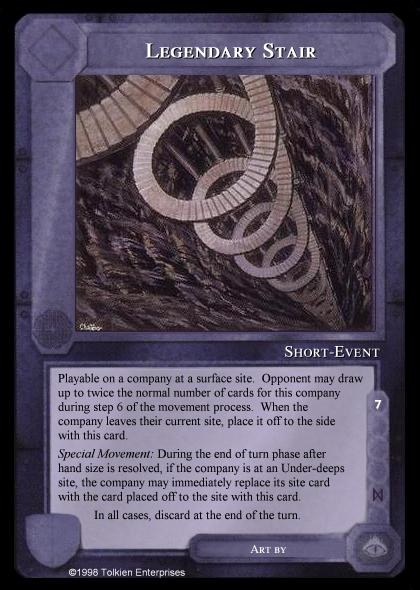 LEGENDARY STAIR
SHORT-EVENT
Playable on a company at a surface site. Opponent may draw
up to twice the normal number of cards for this company
during step 6 of the movement process. When the
company leaves their current site, place it off to the side
with this card.
Special Movement: During the end of turn phase after
hand size is resolved, if the company is at an Under-deeps
site, the company may immediately replace its site card
with the card placed off to the site with this card.
In all cases, discard at the end of the turn.
7
ART BY
©1998 Tolkien Enterprises